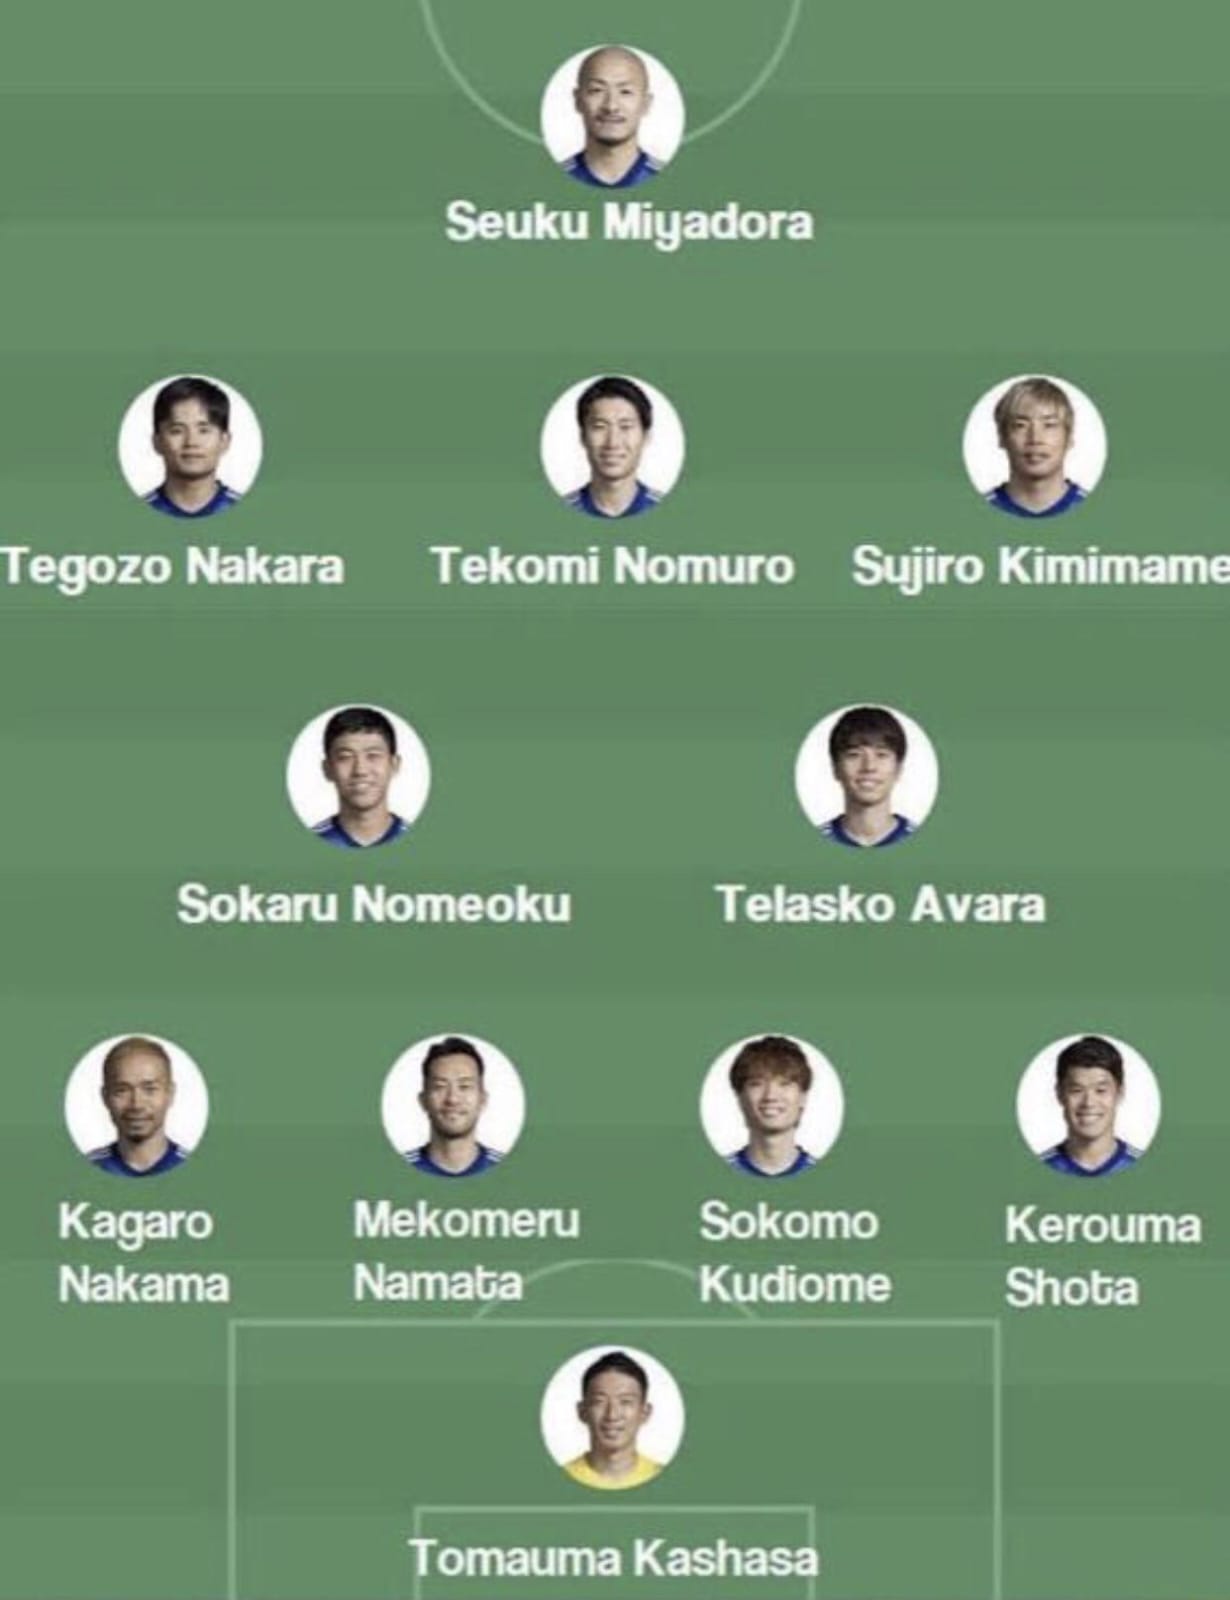 Seuku Miyadora
Tegozo Nakara
Tekomi Nomuro
Sujiro Kimimame
Sokaru Nomeoku
Telasko Avara
Kagaro
Nakama
Mekomeru
Namata
Sokomo
Kudiome
Kerouma
Shota
Tomauma Kashasa